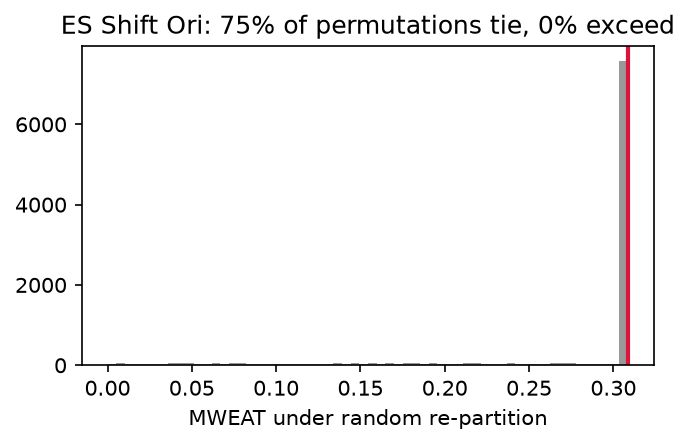 ES Shift Ori: 75% of permutations tie, 0% exceed
6000
4000
2000
0
0.00 0.05 0.10 0.15 0.20 0.25 0.30
MWEAT under random re-partition